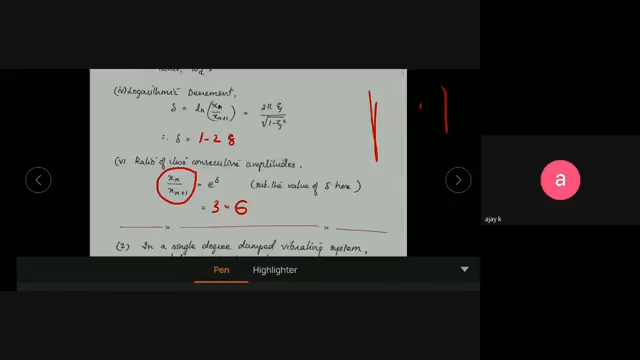 (iv) Logarithmic Decrement,
δ = ln (xn / xn+1) = 2πξ / √1-ξ²
∴ δ = 1-28
(v) Ratio of two consecutive amplitudes.
xn / xn+1 = e^δ (sub. the value of δ here)
= 3-6
(2) In a single degree damped vibrating system,
Pen Highlighter
a
ajay k